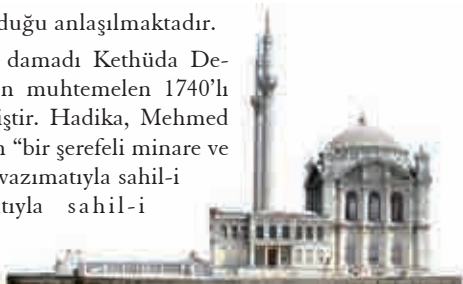 duğu anlaşılmaktadır.
damadı Kethüda De-
n muhtemelen 1740’lı
iştir. Hadika, Mehmed
n “bir şerefeli minare ve
vazımatıyla sahil-i
tıyla sahil-i